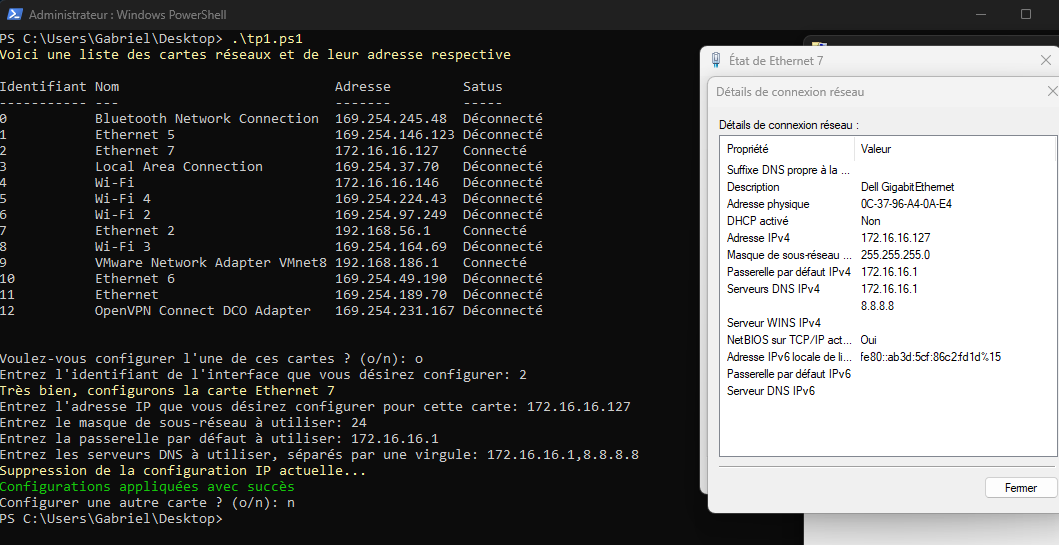 Administrateur : Windows PowerShell
PS C:\Users\Gabriel\Desktop> .\tp1.ps1
Voici une liste des cartes réseaux et de leur adresse respective
Identifiant Nom Adresse Satus
----------- --- ------- -----
0 Bluetooth Network Connection 169.254.245.48 Déconnecté
1 Ethernet 5 169.254.146.123 Déconnecté
2 Ethernet 7 172.16.16.127 Connecté
3 Local Area Connection 169.254.37.70 Déconnecté
4 Wi-Fi 172.16.16.146 Déconnecté
5 Wi-Fi 4 169.254.224.43 Déconnecté
6 Wi-Fi 2 169.254.97.249 Déconnecté
7 Ethernet 2 192.168.56.1 Connecté
8 Wi-Fi 3 169.254.164.69 Déconnecté
9 VMware Network Adapter VMnet8 192.168.186.1 Connecté
10 Ethernet 6 169.254.49.190 Déconnecté
11 Ethernet 169.254.189.70 Déconnecté
12 OpenVPN Connect DCO Adapter 169.254.231.167 Déconnecté
Voulez-vous configurer l'une de ces cartes ? (o/n): o
Entrez l'identifiant de l'interface que vous désirez configurer: 2
Très bien, configurons la carte Ethernet 7
Entrez l'adresse IP que vous désirez configurer pour cette carte: 172.16.16.127
Entrez le masque de sous-réseau à utiliser: 24
Entrez la passerelle par défaut à utiliser: 172.16.16.1
Entrez les serveurs DNS à utiliser, séparés par une virgule: 172.16.16.1,8.8.8.8
Suppression de la configuration IP actuelle...
Configurations appliquées avec succès
Configurer une autre carte ? (o/n): n
PS C:\Users\Gabriel\Desktop>
État de Ethernet 7
Détails de connexion réseau
Détails de connexion réseau :
Propriété Valeur
Suffixe DNS propre à la ...
Description Dell GigabitEthernet
Adresse physique 0C-37-96-A4-0A-E4
DHCP activé Non
Adresse IPv4 172.16.16.127
Masque de sous-réseau ... 255.255.255.0
Passerelle par défaut IPv4 172.16.16.1
Serveurs DNS IPv4 172.16.16.1
8.8.8.8
Serveur WINS IPv4
NetBIOS sur TCP/IP act... Oui
Adresse IPv6 locale de li... fe80::ab3d:5cf:86c2:fd1d%15
Passerelle par défaut IPv6
Serveur DNS IPv6
Fermer